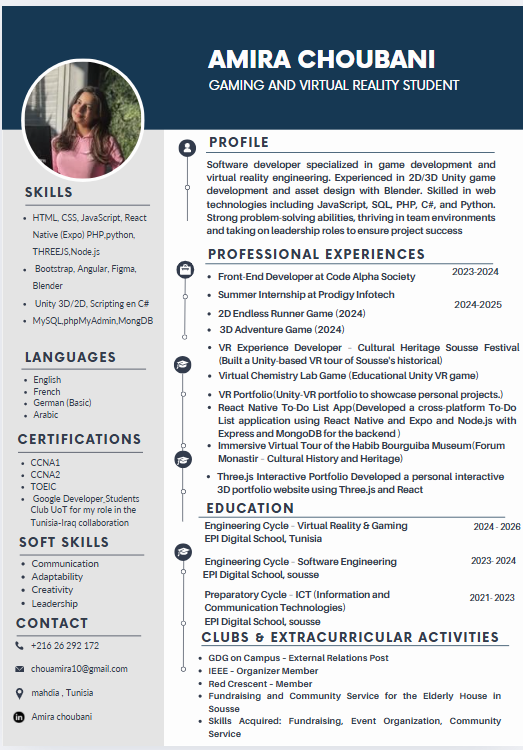 AMIRA CHOUBANI
GAMING AND VIRTUAL REALITY STUDENT
SKILLS
HTML, CSS, JavaScript, React
Native (Expo) PHP,python,
THREEJS,Node.js
Bootstrap, Angular, Figma,
Blender
Unity 3D/2D, Scripting en C#
MySQL,phpMyAdmin,MongDB
LANGUAGES
English
French
German (Basic)
Arabic
CERTIFICATIONS
CCNA1
CCNA2
TOEIC
Google Developer Students
Club UoT for my role in the
Tunisia-Iraq collaboration
SOFT SKILLS
Communication
Adaptability
Creativity
Leadership
CONTACT
+216 26 292 172
chouamira10@gmail.com
mahdia , Tunisia
Amira choubani
PROFILE
Software developer specialized in game development and
virtual reality engineering. Experienced in 2D/3D Unity game
development and asset design with Blender. Skilled in web
technologies including JavaScript, SQL, PHP, C#, and Python.
Strong problem-solving abilities, thriving in team environments
and taking on leadership roles to ensure project success
PROFESSIONAL EXPERIENCES
Front-End Developer at Code Alpha Society 2023-2024
Summer Internship at Prodigy Infotech
2024-2025
2D Endless Runner Game (2024)
3D Adventure Game (2024)
VR Experience Developer – Cultural Heritage Sousse Festival
(Built a Unity-based VR tour of Sousse's historical)
Virtual Chemistry Lab Game (Educational Unity VR game)
VR Portfolio(Unity-VR portfolio to showcase personal projects.)
React Native To-Do List App(Developed a cross-platform To-Do
List application using React Native and Expo and Node.js with
Express and MongoDB for the backend )
Immersive Virtual Tour of the Habib Bourguiba Museum(Forum
Monastir – Cultural History and Heritage)
Three.js Interactive Portfolio Developed a personal interactive
3D portfolio website using Three.js and React
EDUCATION
Engineering Cycle – Virtual Reality & Gaming 2024 - 2026
EPI Digital School, Tunisia
Engineering Cycle – Software Engineering 2023- 2024
EPI Digital School, sousse
Preparatory Cycle – ICT (Information and 2021- 2023
Communication Technologies)
EPI Digital School, sousse
CLUBS & EXTRACURRICULAR ACTIVITIES
GDG on Campus – External Relations Post
IEEE – Organizer Member
Red Crescent – Member
Fundraising and Community Service for the Elderly House in
Sousse
Skills Acquired: Fundraising, Event Organization, Community
Service